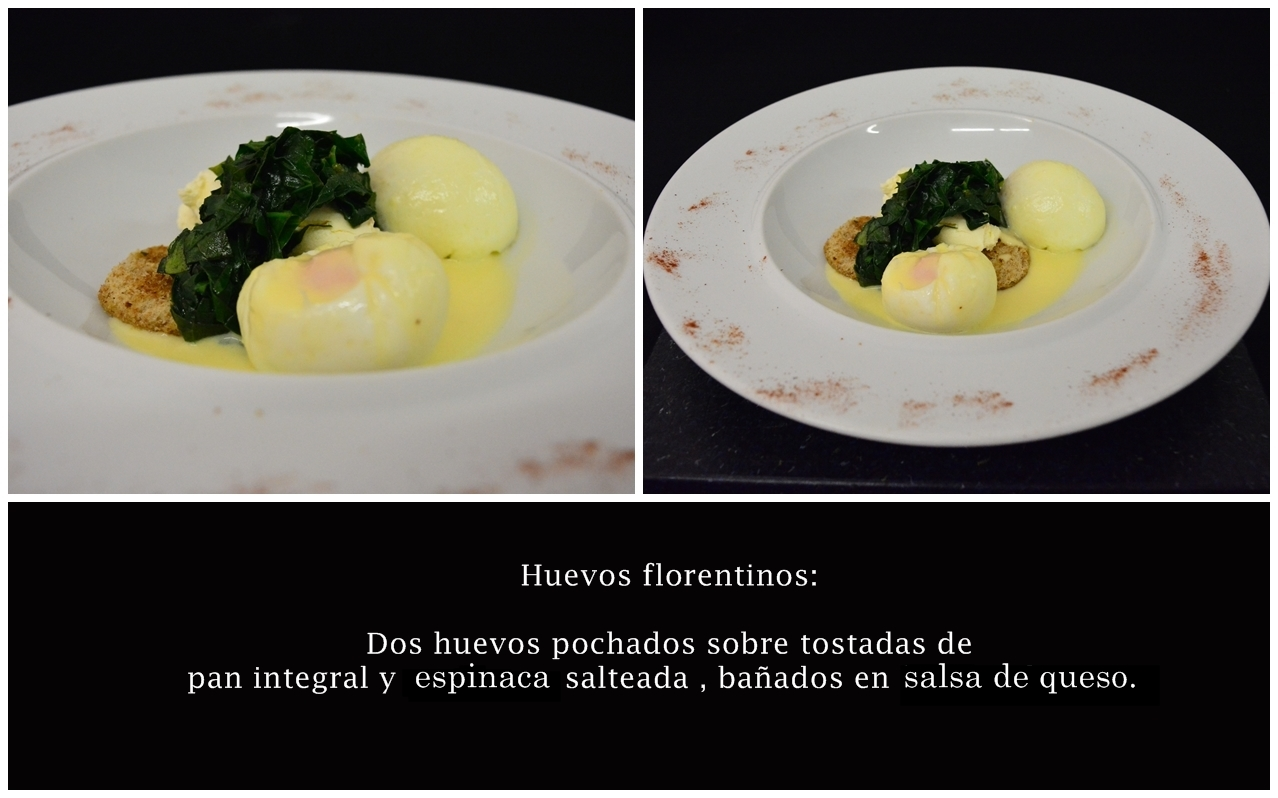 Huevos florentinos:
Dos huevos pochados sobre tostadas de
pan integral y espinaca salteada , bañados en salsa de queso.